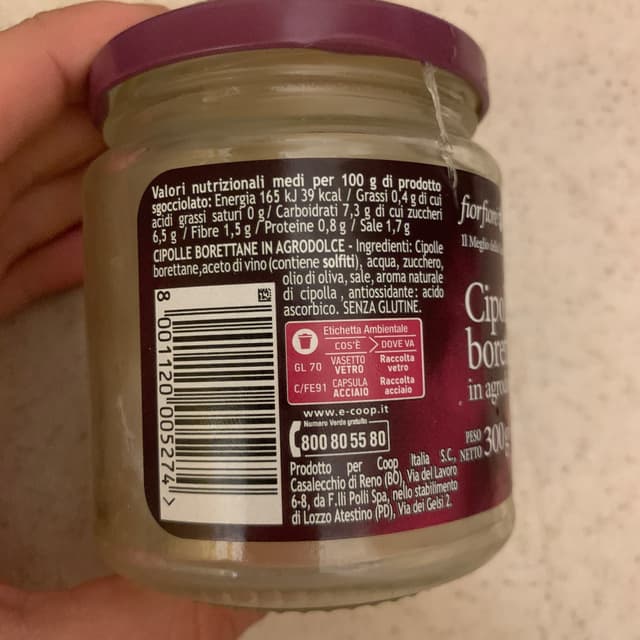 Valori nutrizionali medi per 100 g di prodotto
sgocciolato: Energia 165 kJ 39 kcal / Grassi 0,4 g di cui
acidi grassi saturi 0 g / Carboidrati 7,3 g di cui zuccheri
6,5 g / Fibre 1,5 g / Proteine 0,8 g / Sale 1,7 g
CIPOLLE BORETTANE IN AGRODOLCE - Ingredienti: Cipolle
borettane, aceto di vino (contiene solfiti), acqua, zucchero,
olio di oliva, sale, aroma naturale
di cipolla, antiossidante: acido
ascorbico. SENZA GLUTINE.
Etichetta Ambientale
COS'È DOVE VA
GL 70 VASETTO VETRO Raccolta vetro
C/FE91 CAPSULA ACCIAIO Raccolta acciaio
www.e-coop.it
Numero Verde gratuito
800 80 55 80
Prodotto per Coop Italia S.C.,
Casalecchio di Reno (BO), Via del Lavoro
6-8, da F.lli Polli Spa, nello stabilimento
di Lozzo Atestino (PD), Via dei Gelsi 2.
8 001120 005274 >
fiorfiore
Il Meglio
Cipo
bore
in agro
PESO NETTO 300 g